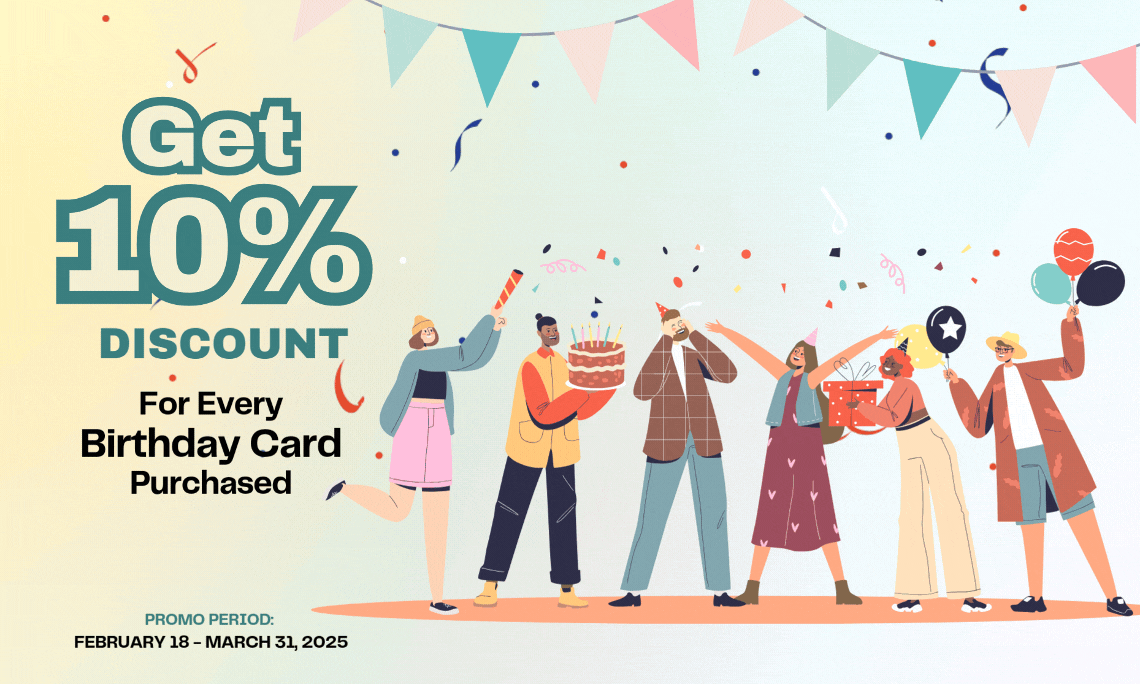 Get
10%
DISCOUNT
For Every
Birthday Card
Purchased
PROMO PERIOD:
FEBRUARY 18 - MARCH 31, 2025